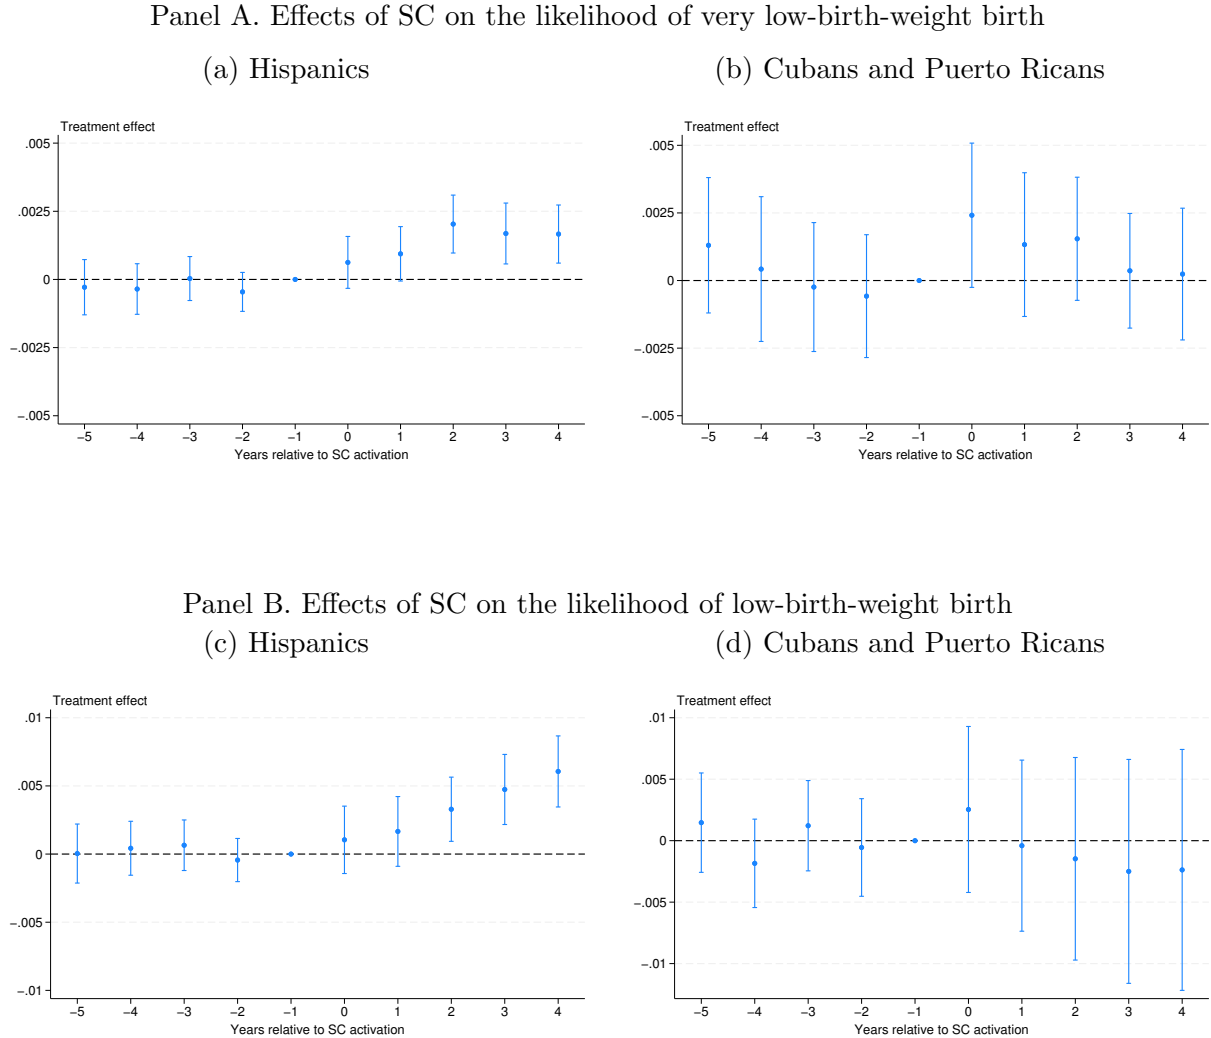 Panel A. Effects of SC on the likelihood of very low-birth-weight birth
(a) Hispanics
Treatment effect
.005
.0025
0
−.0025
−.005
−5 −4 −3 −2 −1 0 1 2 3 4
Years relative to SC activation
(b) Cubans and Puerto Ricans
Treatment effect
.005
.0025
0
−.0025
−.005
−5 −4 −3 −2 −1 0 1 2 3 4
Years relative to SC activation
Panel B. Effects of SC on the likelihood of low-birth-weight birth
(c) Hispanics
Treatment effect
.01
.005
0
−.005
−.01
−5 −4 −3 −2 −1 0 1 2 3 4
Years relative to SC activation
(d) Cubans and Puerto Ricans
Treatment effect
.01
.005
0
−.005
−.01
−5 −4 −3 −2 −1 0 1 2 3 4
Years relative to SC activation